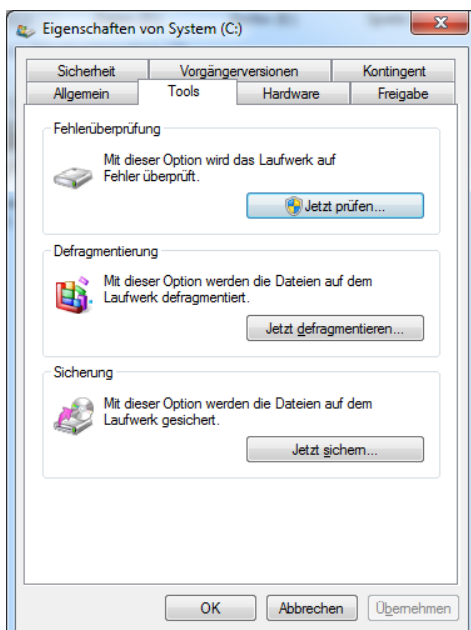 Eigenschaften von System (C:)
Sicherheit Vorgängerversionen Kontingent
Allgemein Tools Hardware Freigabe
Fehlerüberprüfung
Mit dieser Option wird das Laufwerk auf
Fehler überprüft.
Jetzt prüfen...
Defragmentierung
Mit dieser Option werden die Dateien auf dem
Laufwerk defragmentiert.
Jetzt defragmentieren...
Sicherung
Mit dieser Option werden die Dateien auf dem
Laufwerk gesichert.
Jetzt sichern...
OK Abbrechen Übernehmen